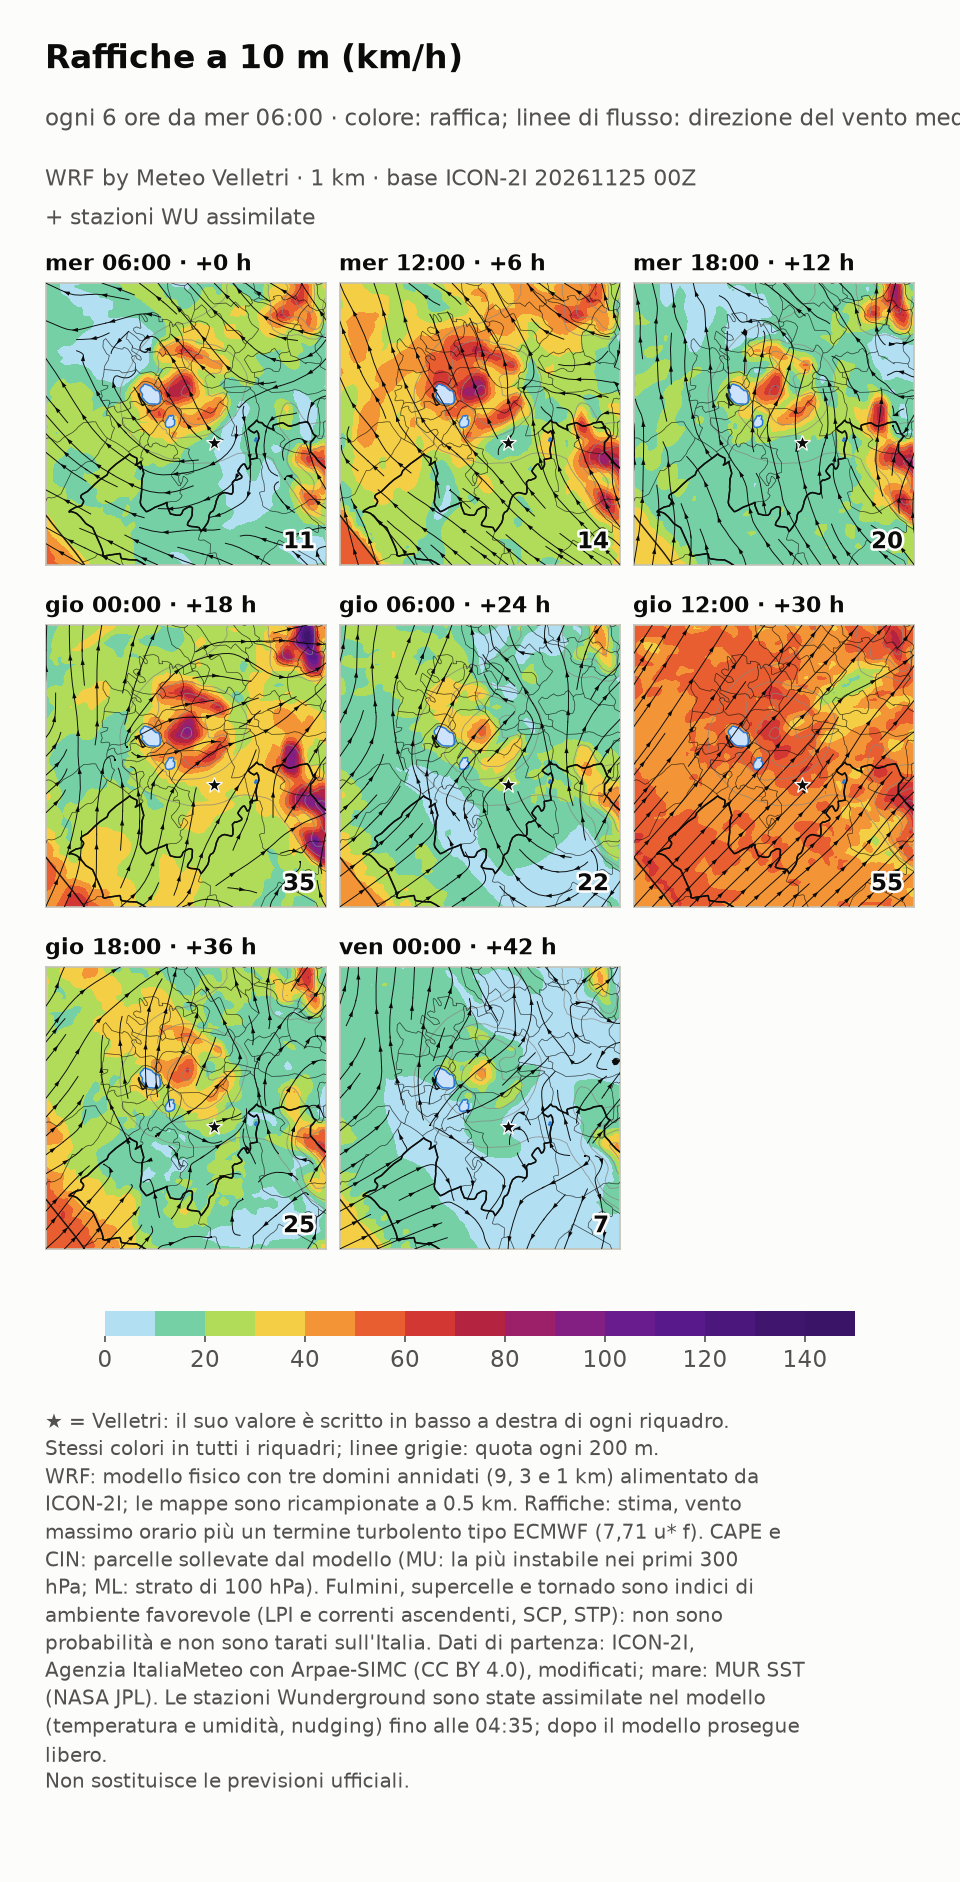 Raffiche a 10 m (km/h)
ogni 6 ore da mer 06:00 · colore: raffica; linee di flusso: direzione del vento
WRF by Meteo Velletri · 1 km · base ICON-2I 20261125 00Z
+ stazioni WU assimilate
mer 06:00 · +0 h
mer 12:00 · +6 h
mer 18:00 · +12 h
11
14
20
gio 00:00 · +18 h
gio 06:00 · +24 h
gio 12:00 · +30 h
35
22
55
gio 18:00 · +36 h
ven 00:00 · +42 h
25
7
0 20 40 60 80 100 120 140
★ = Velletri: il suo valore è scritto in basso a destra di ogni riquadro.
Stessi colori in tutti i riquadri; linee grigie: quota ogni 200 m.
WRF: modello fisico con tre domini annidati (9, 3 e 1 km) alimentato da
ICON-2I; le mappe sono ricampionate a 0.5 km. Raffiche: stima, vento
massimo orario più un termine turbolento tipo ECMWF (7,71 u* f). CAPE e
CIN: parcelle sollevate dal modello (MU: la più instabile nei primi 300
hPa; ML: strato di 100 hPa). Fulmini, supercelle e tornado sono indici di
ambiente favorevole (LPI e correnti ascendenti, SCP, STP): non sono
probabilità e non sono tarati sull'Italia. Dati di partenza: ICON-2I,
Agenzia ItaliaMeteo con Arpae-SIMC (CC BY 4.0), modificati; mare: MUR SST
(NASA JPL). Le stazioni Wunderground sono state assimilate nel modello
(temperatura e umidità, nudging) fino alle 04:35; dopo il modello prosegue
libero.
Non sostituisce le previsioni ufficiali.